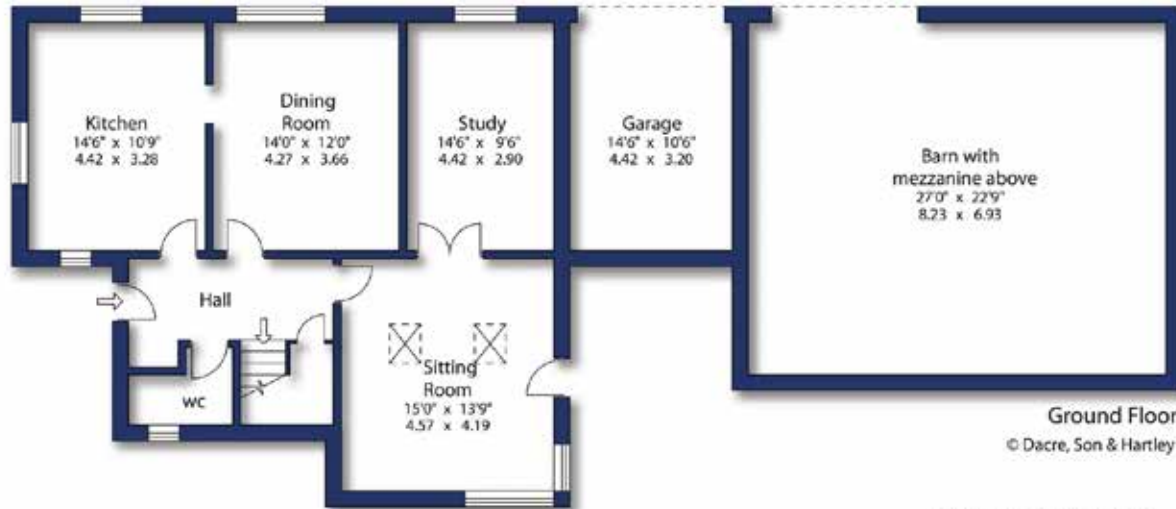 Kitchen
14'6" x 10'9"
4.42 x 3.28
Dining
Room
14'0" x 12'0"
4.27 x 3.66
Study
14'6" x 9'6"
4.42 x 2.90
Garage
14'6" x 10'6"
4.42 x 3.20
Barn with
mezzanine above
27'0" x 22'9"
8.23 x 6.93
Hall
wc
Sitting
Room
15'0" x 13'9"
4.57 x 4.19
Ground Floor
© Dacre, Son & Hartley